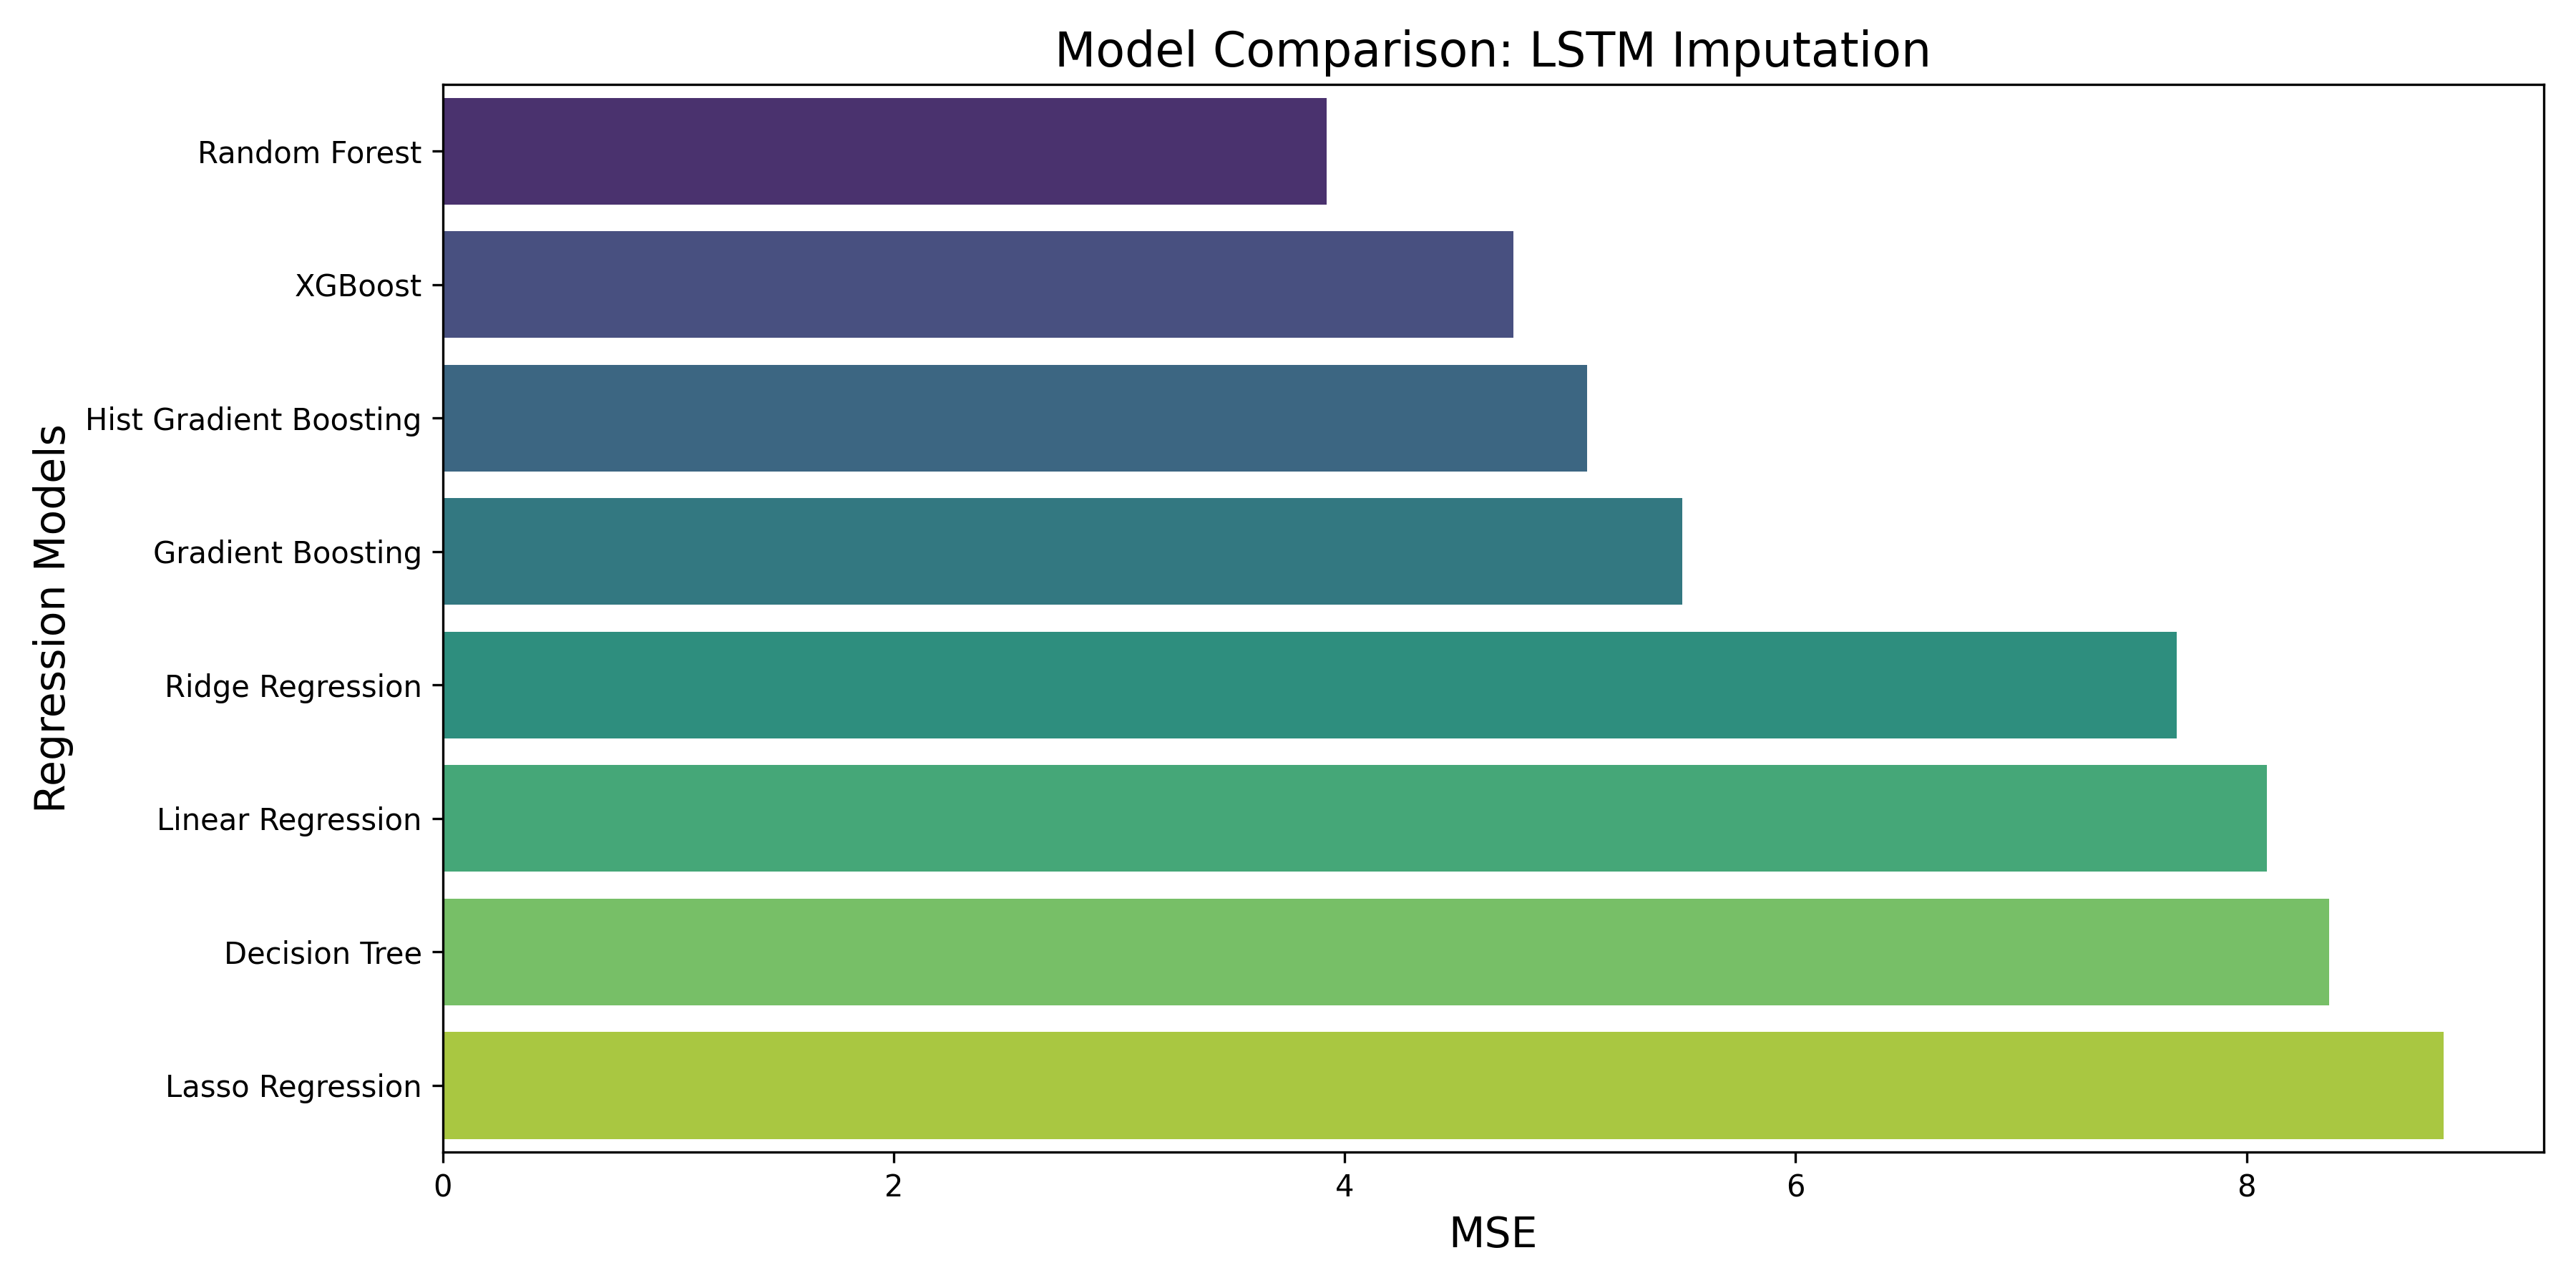 Model Comparison: LSTM Imputation
Regression Models
Random Forest
XGBoost
Hist Gradient Boosting
Gradient Boosting
Ridge Regression
Linear Regression
Decision Tree
Lasso Regression
0 2 4 6 8
MSE